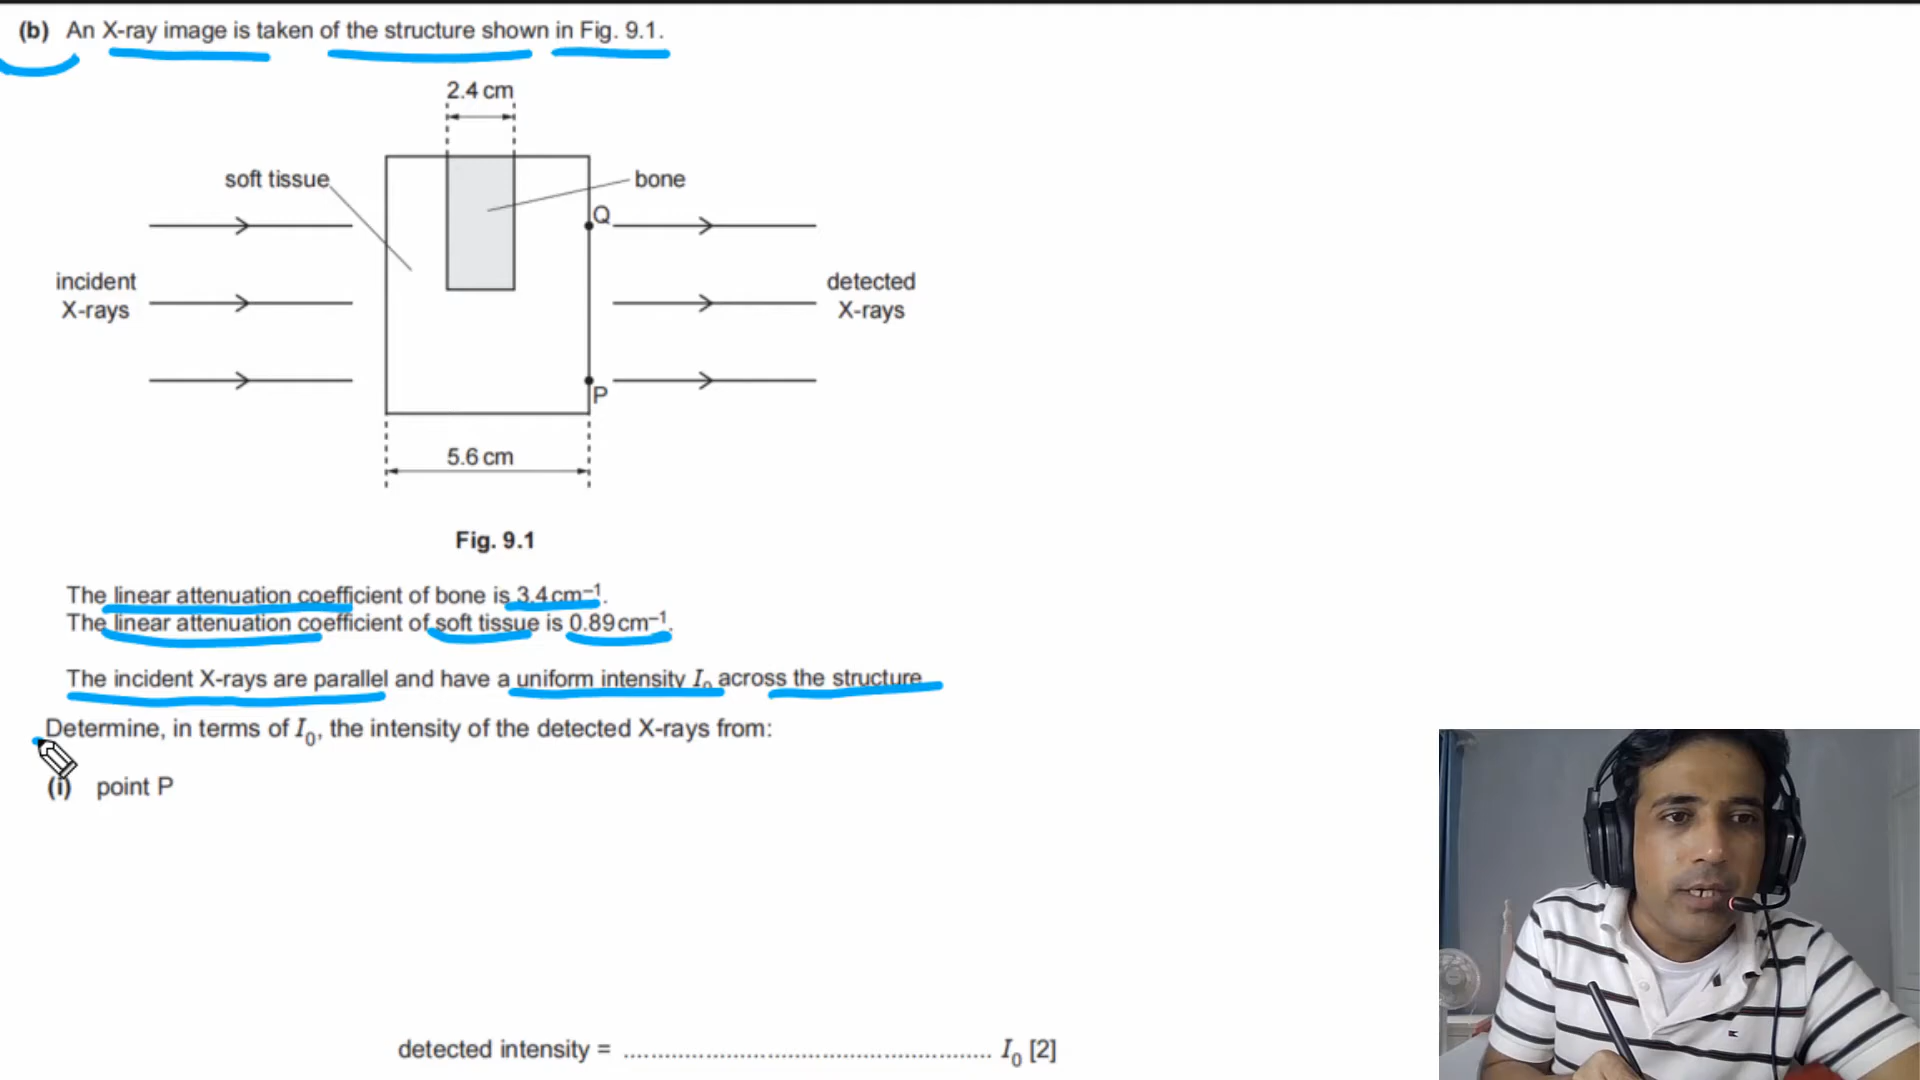 (b) An X-ray image is taken of the structure shown in Fig. 9.1.
2.4 cm
soft tissue
bone
Q
incident
X-rays
detected
X-rays
P
5.6 cm
Fig. 9.1
The linear attenuation coefficient of bone is 3.4 cm⁻¹.
The linear attenuation coefficient of soft tissue is 0.89 cm⁻¹.
The incident X-rays are parallel and have a uniform intensity I₀ across the structure
Determine, in terms of I₀, the intensity of the detected X-rays from:
(i) point P
detected intensity = ...................................................... I₀ [2]